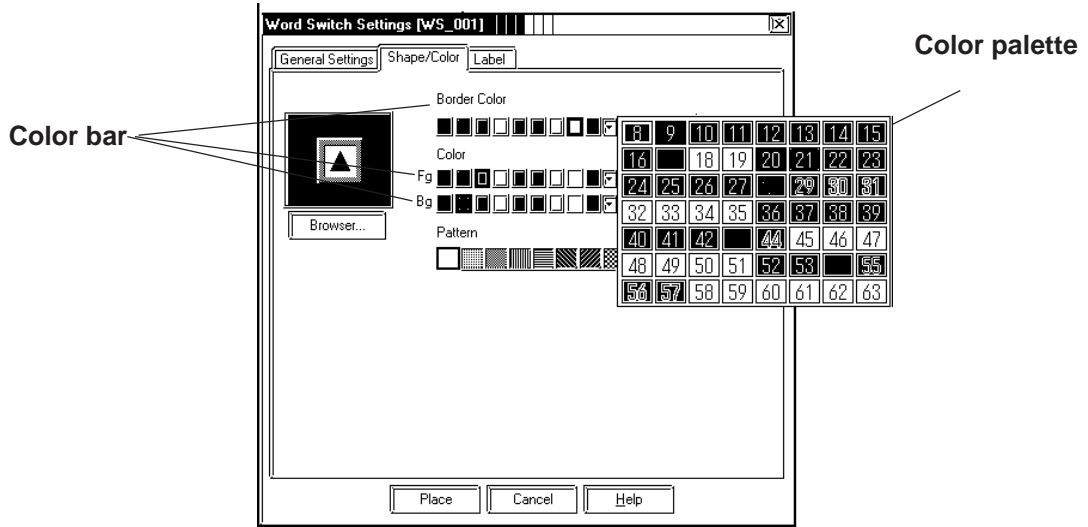 Word Switch Settings [WS_001]
General Settings Shape/Color Label
Color palette
Color bar
Border Color
Color
Fg
Bg
Browser...
Pattern
8 9 10 11 12 13 14 15
16 18 19 20 21 22 23
24 25 26 27 29 30 31
32 33 34 35 36 37 38 39
40 41 42 44 45 46 47
48 49 50 51 52 53 55
56 57 58 59 60 61 62 63
Place Cancel Help